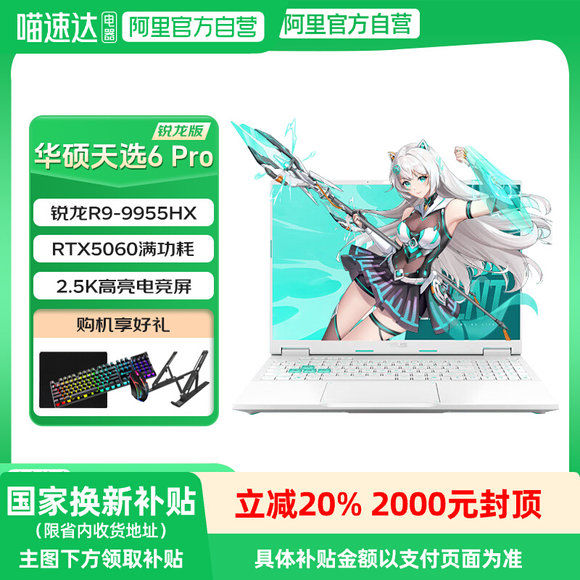 喵速达电器 阿里官方自营 阿里官方自营
锐龙版
华硕天选6 Pro
锐龙R9-9955HX
RTX5060满功耗
2.5K高亮电竞屏
购机享好礼
国家换新补贴
(限省内收货地址)
主图下方领取补贴
立减20% 2000元封顶
具体补贴金额以支付页面为准